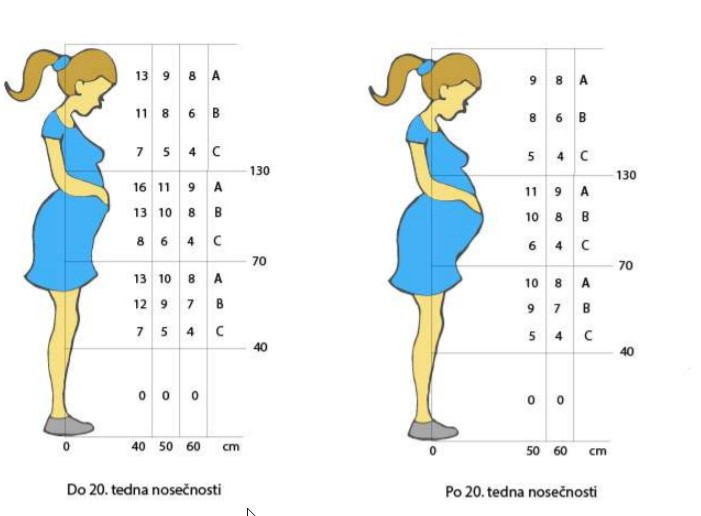 13 9 8 A
11 8 6 B
7 5 4 C
130
16 11 9 A
13 10 8 B
8 6 4 C
70
13 10 8 A
12 9 7 B
7 5 4 C
40
0 0 0
0 40 50 60 cm
Do 20. tedna nosečnosti
9 8 A
8 6 B
5 4 C
130
11 9 A
10 8 B
6 4 C
70
10 8 A
9 7 B
5 4 C
40
0 0
0 50 60 cm
Po 20. tedna nosečnosti